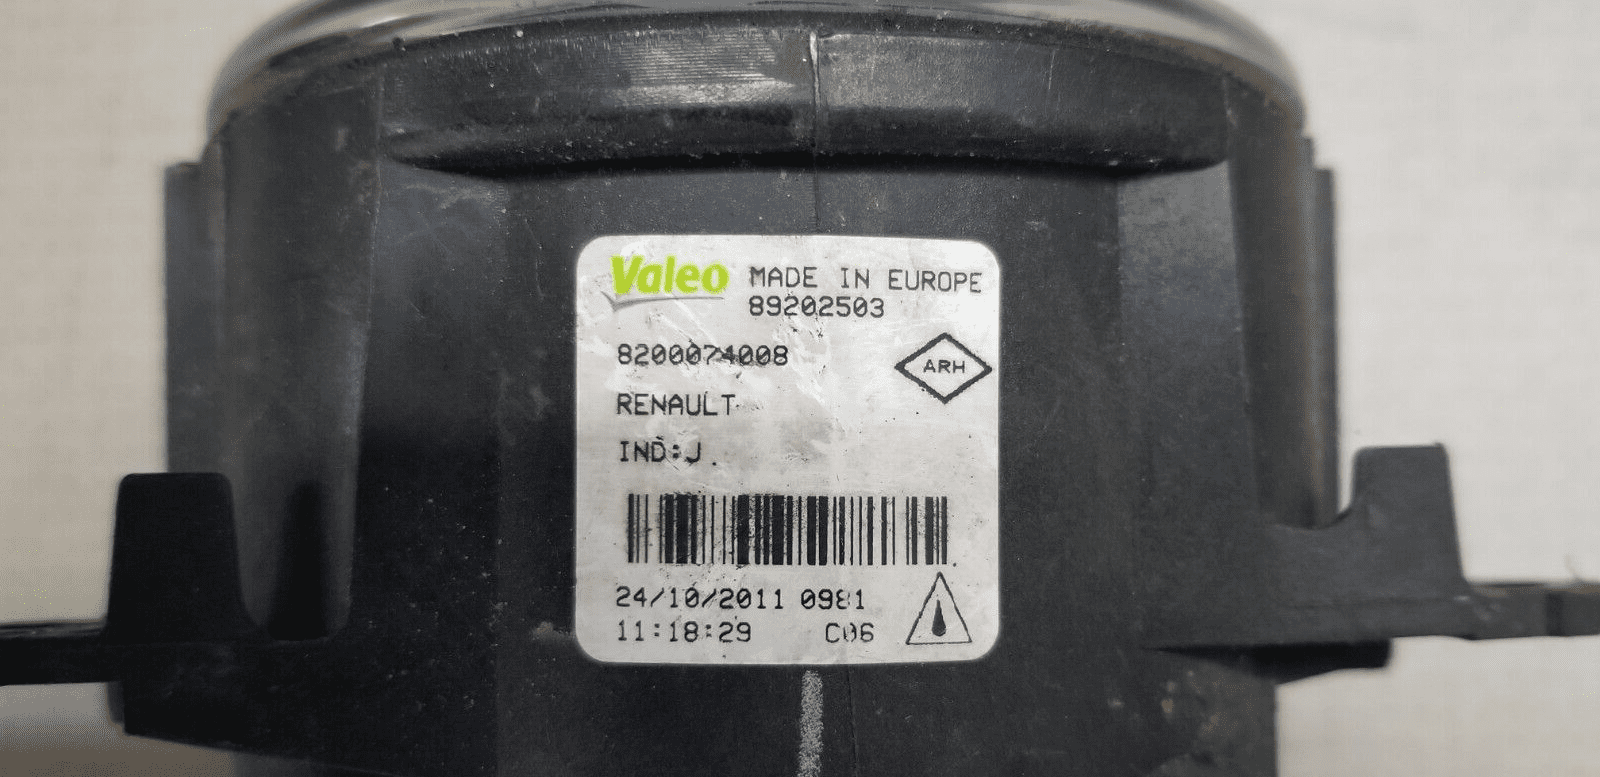 Valeo MADE IN EUROPE
89202503
8200074008
ARH
RENAULT
IND:J
24/10/2011 0981
11:18:29 C06